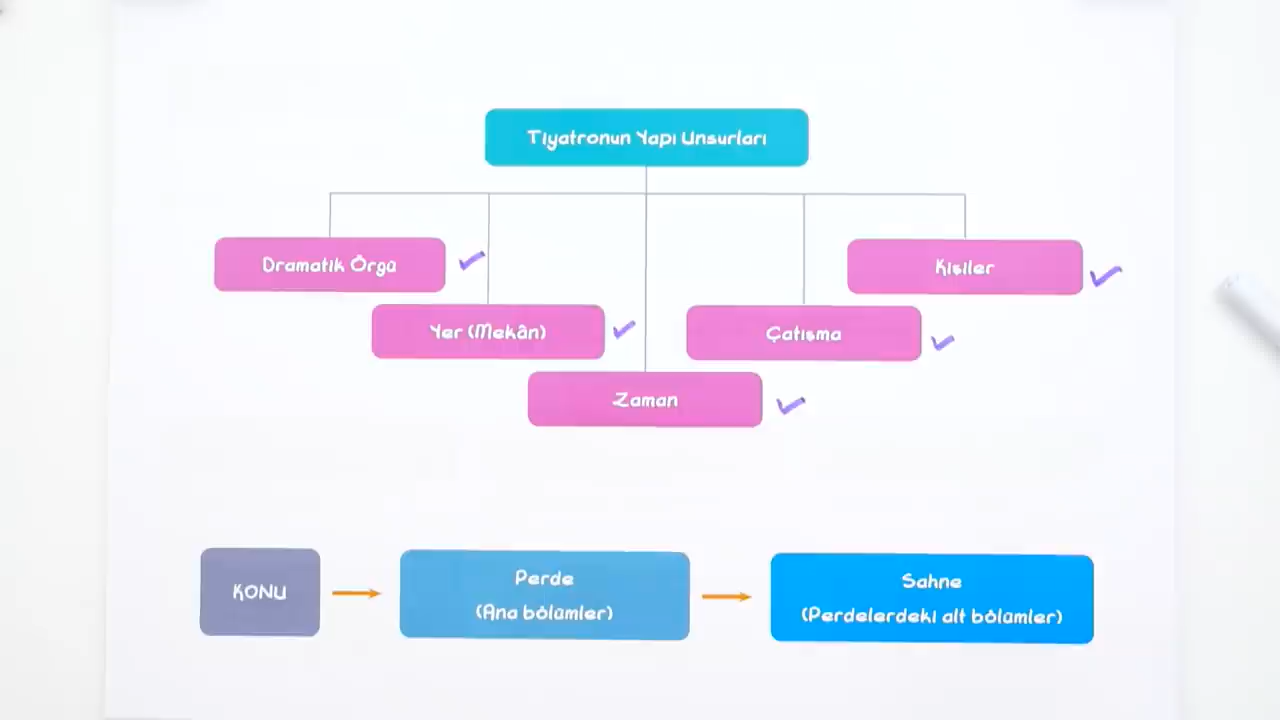 Tiyatronun Yapı Unsurları
Dramatik Örgü
Kişiler
Yer (Mekân)
Çatışma
Zaman
KONU
Perde
(Ana bölümler)
Sahne
(Perdelerdeki alt bölümler)